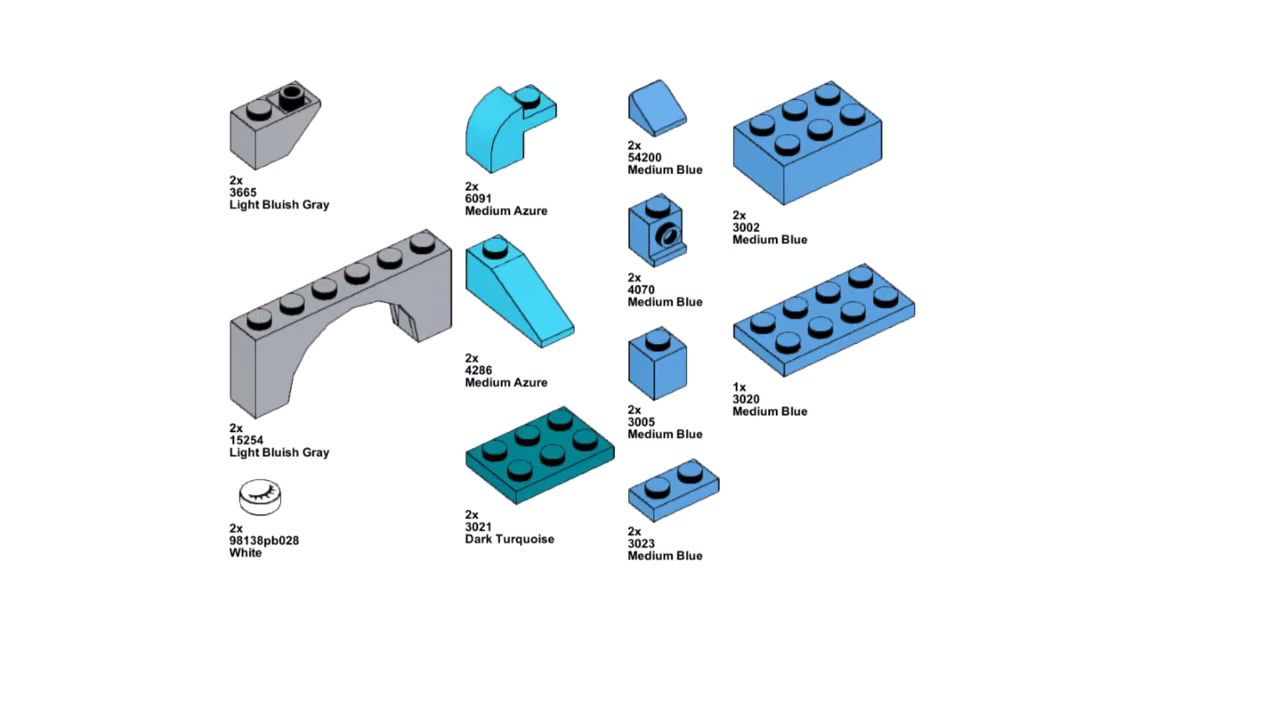 2x
3665
Light Bluish Gray
2x
15254
Light Bluish Gray
2x
98138pb028
White
2x
6091
Medium Azure
2x
4286
Medium Azure
2x
3021
Dark Turquoise
2x
54200
Medium Blue
2x
4070
Medium Blue
2x
3005
Medium Blue
2x
3023
Medium Blue
2x
3002
Medium Blue
1x
3020
Medium Blue